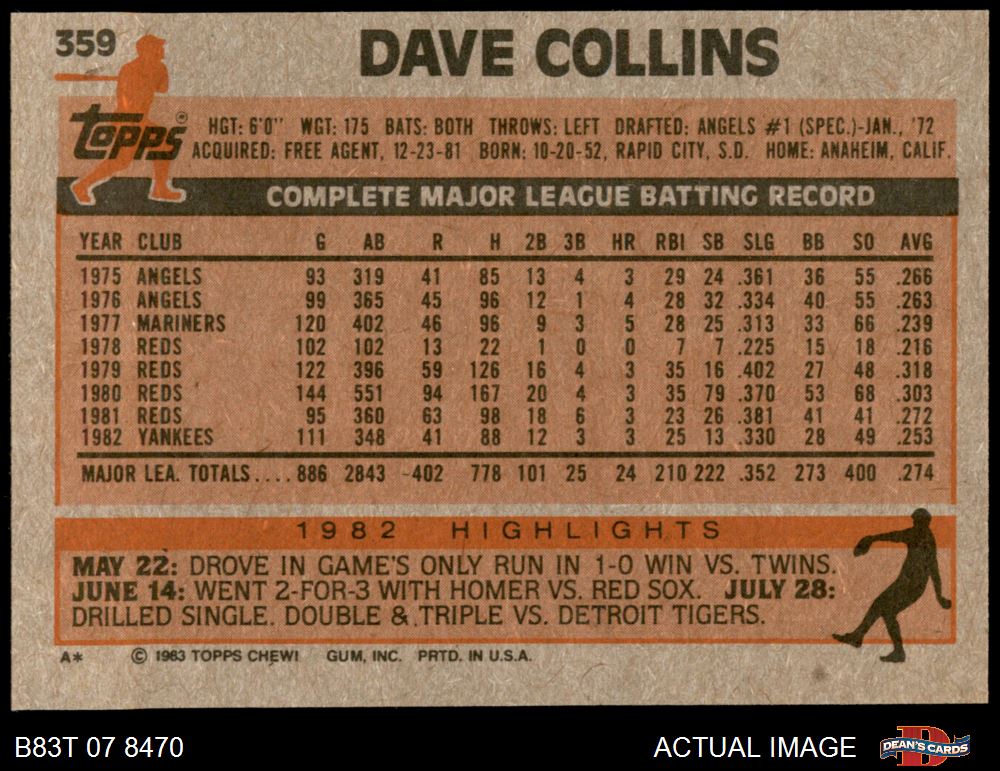 359
DAVE COLLINS
TOPPS®
HGT: 6'0" WGT: 175 BATS: BOTH THROWS: LEFT DRAFTED: ANGELS #1 (SPEC.)-JAN., '72
ACQUIRED: FREE AGENT, 12-23-81 BORN: 10-20-52, RAPID CITY, S.D. HOME: ANAHEIM, CALIF.
COMPLETE MAJOR LEAGUE BATTING RECORD
YEAR CLUB G AB R H 2B 3B HR RBI SB SLG BB SO AVG
1975 ANGELS 93 319 41 85 13 4 3 29 24 .361 36 55 .266
1976 ANGELS 99 365 45 96 12 1 4 28 32 .334 40 55 .263
1977 MARINERS 120 402 46 96 9 3 5 28 25 .313 33 66 .239
1978 REDS 102 102 13 22 1 0 0 7 7 .225 15 18 .216
1979 REDS 122 396 59 126 16 4 3 35 16 .402 27 48 .318
1980 REDS 144 551 94 167 20 4 3 35 79 .370 53 68 .303
1981 REDS 95 360 63 98 18 6 3 23 26 .381 41 41 .272
1982 YANKEES 111 348 41 88 12 3 3 25 13 .330 28 49 .253
MAJOR LEA. TOTALS.... 886 2843 402 778 101 25 24 210 222 .352 273 400 .274
1982 HIGHLIGHTS
MAY 22: DROVE IN GAME'S ONLY RUN IN 1-0 WIN VS. TWINS.
JUNE 14: WENT 2-FOR-3 WITH HOMER VS. RED SOX. JULY 28:
DRILLED SINGLE, DOUBLE & TRIPLE VS. DETROIT TIGERS.
A* © 1983 TOPPS CHEWI GUM, INC. PRTD. IN U.S.A.
B83T 07 8470
ACTUAL IMAGE
DEAN'S CARDS